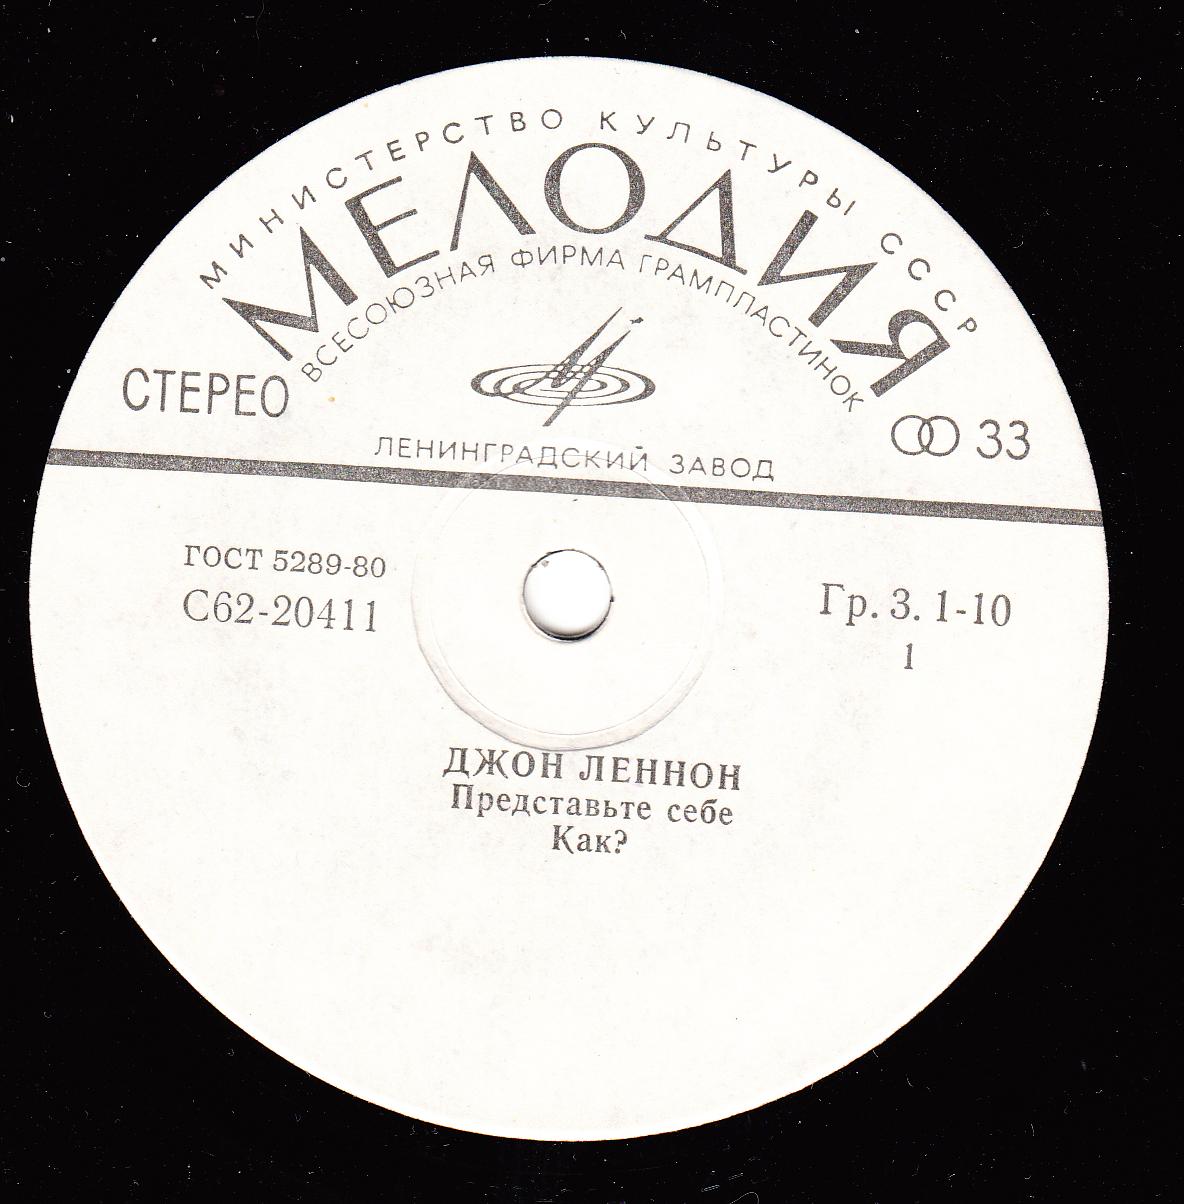 МИНИСТЕРСТВО КУЛЬТУРЫ СССР
МЕЛОДИЯ
ВСЕСОЮЗНАЯ ФИРМА ГРАМПЛАСТИНОК
СТЕРЕО
33
ЛЕНИНГРАДСКИЙ ЗАВОД
ГОСТ 5289-80
С62-20411
Гр. 3. 1-10
1
ДЖОН ЛЕННОН
Представьте себе
Как?